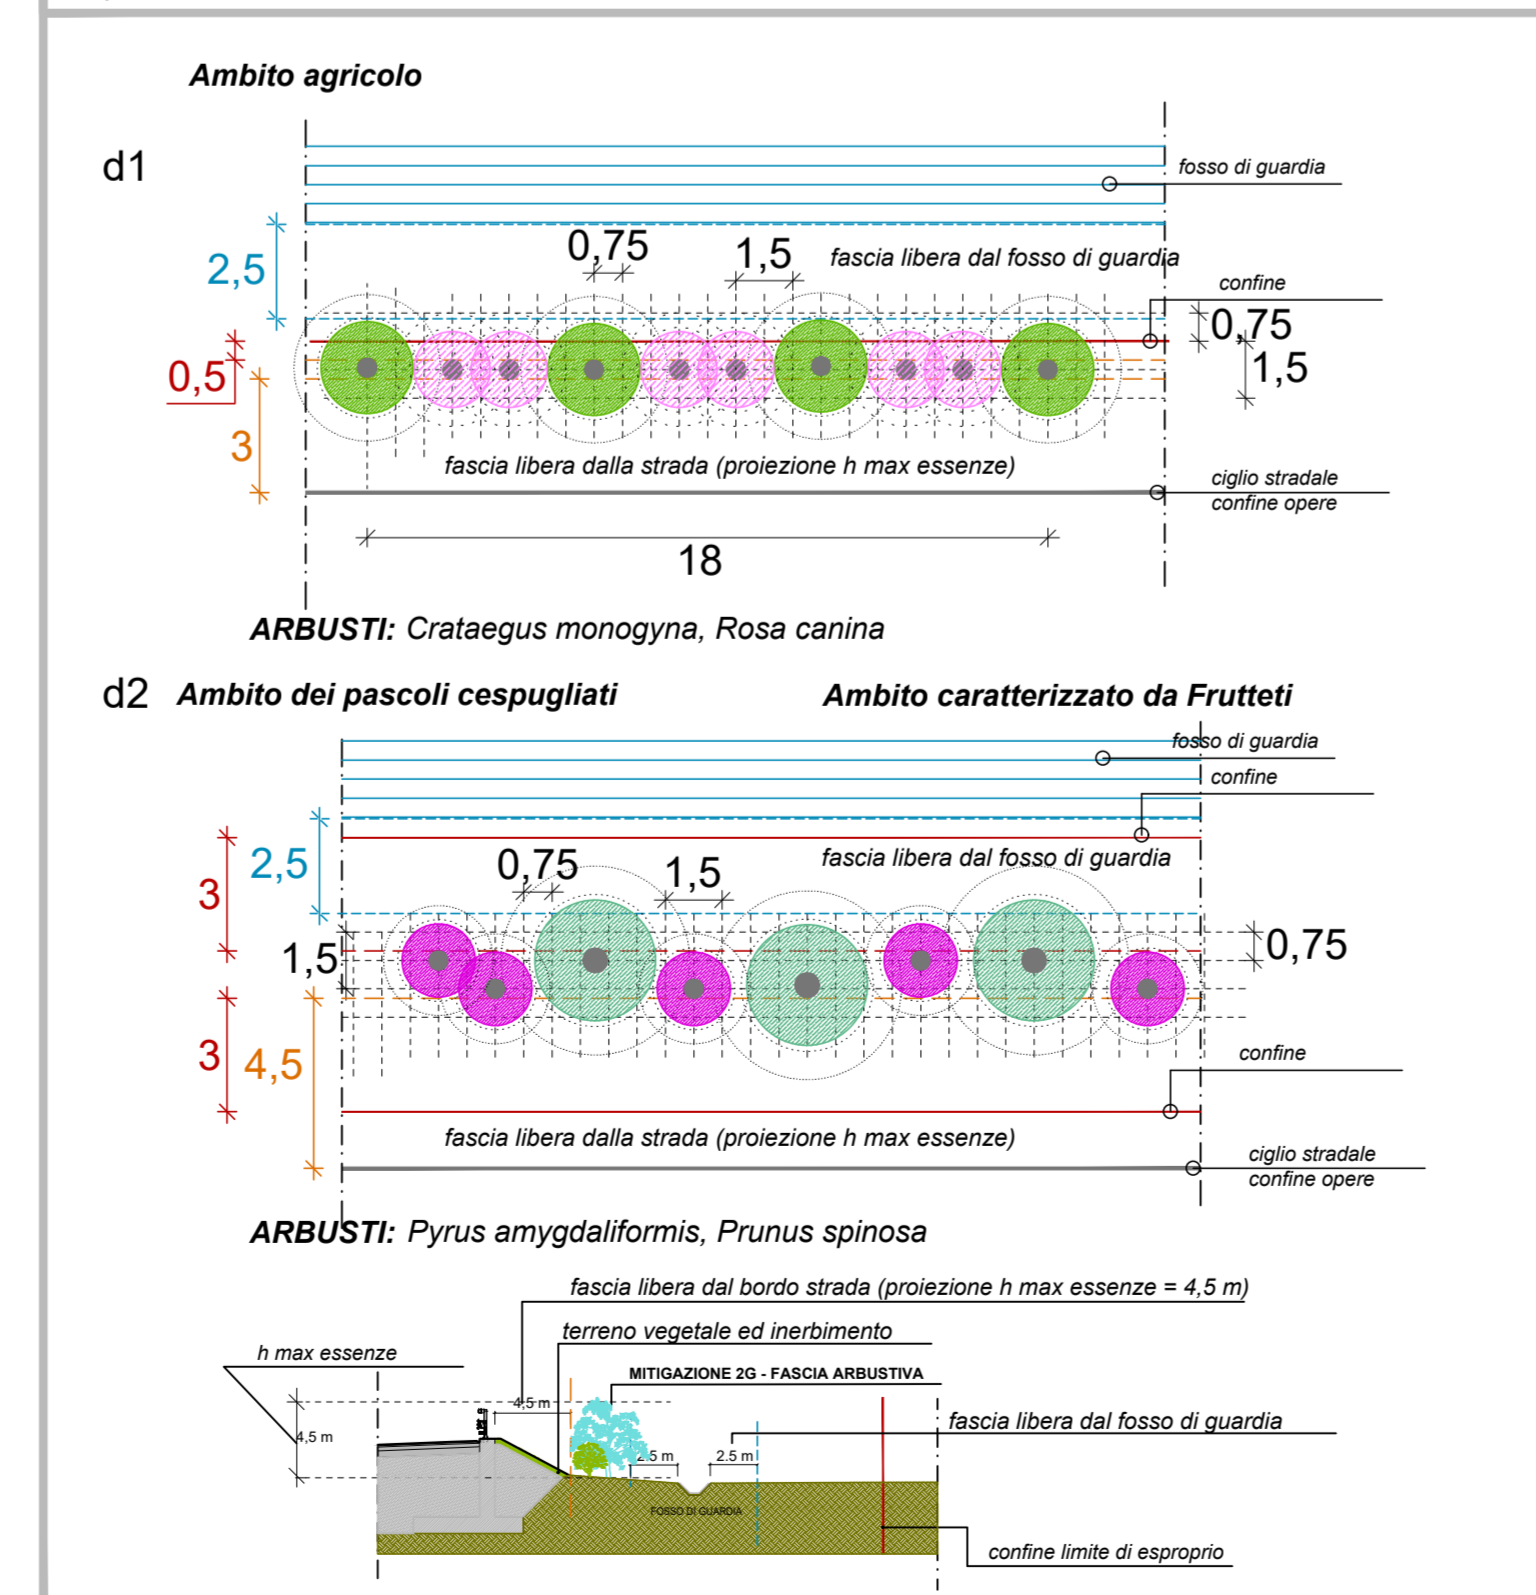 Ambito agricolo
d1
fosso di guardia
2,5
0,75
1,5
fascia libera dal fosso di guardia
confine
0,75
1,5
0,5
3
fascia libera dalla strada (proiezione h max essenze)
ciglio stradale
confine opere
18
ARBUSTI: Crataegus monogyna, Rosa canina
d2 Ambito dei pascoli cespugliati
Ambito caratterizzato da Frutteti
fosso di guardia
confine
2,5
3
0,75
1,5
fascia libera dal fosso di guardia
1,5
0,75
3
4,5
confine
fascia libera dalla strada (proiezione h max essenze)
ciglio stradale
confine opere
ARBUSTI: Pyrus amygdaliformis, Prunus spinosa
fascia libera dal bordo strada (proiezione h max essenze = 4,5 m)
terreno vegetale ed inerbimento
h max essenze
MITIGAZIONE 2G - FASCIA ARBUSTIVA
4,5 m
fascia libera dal fosso di guardia
4,5 m
2.5 m
2.5 m
FOSSO DI GUARDIA
confine limite di esproprio